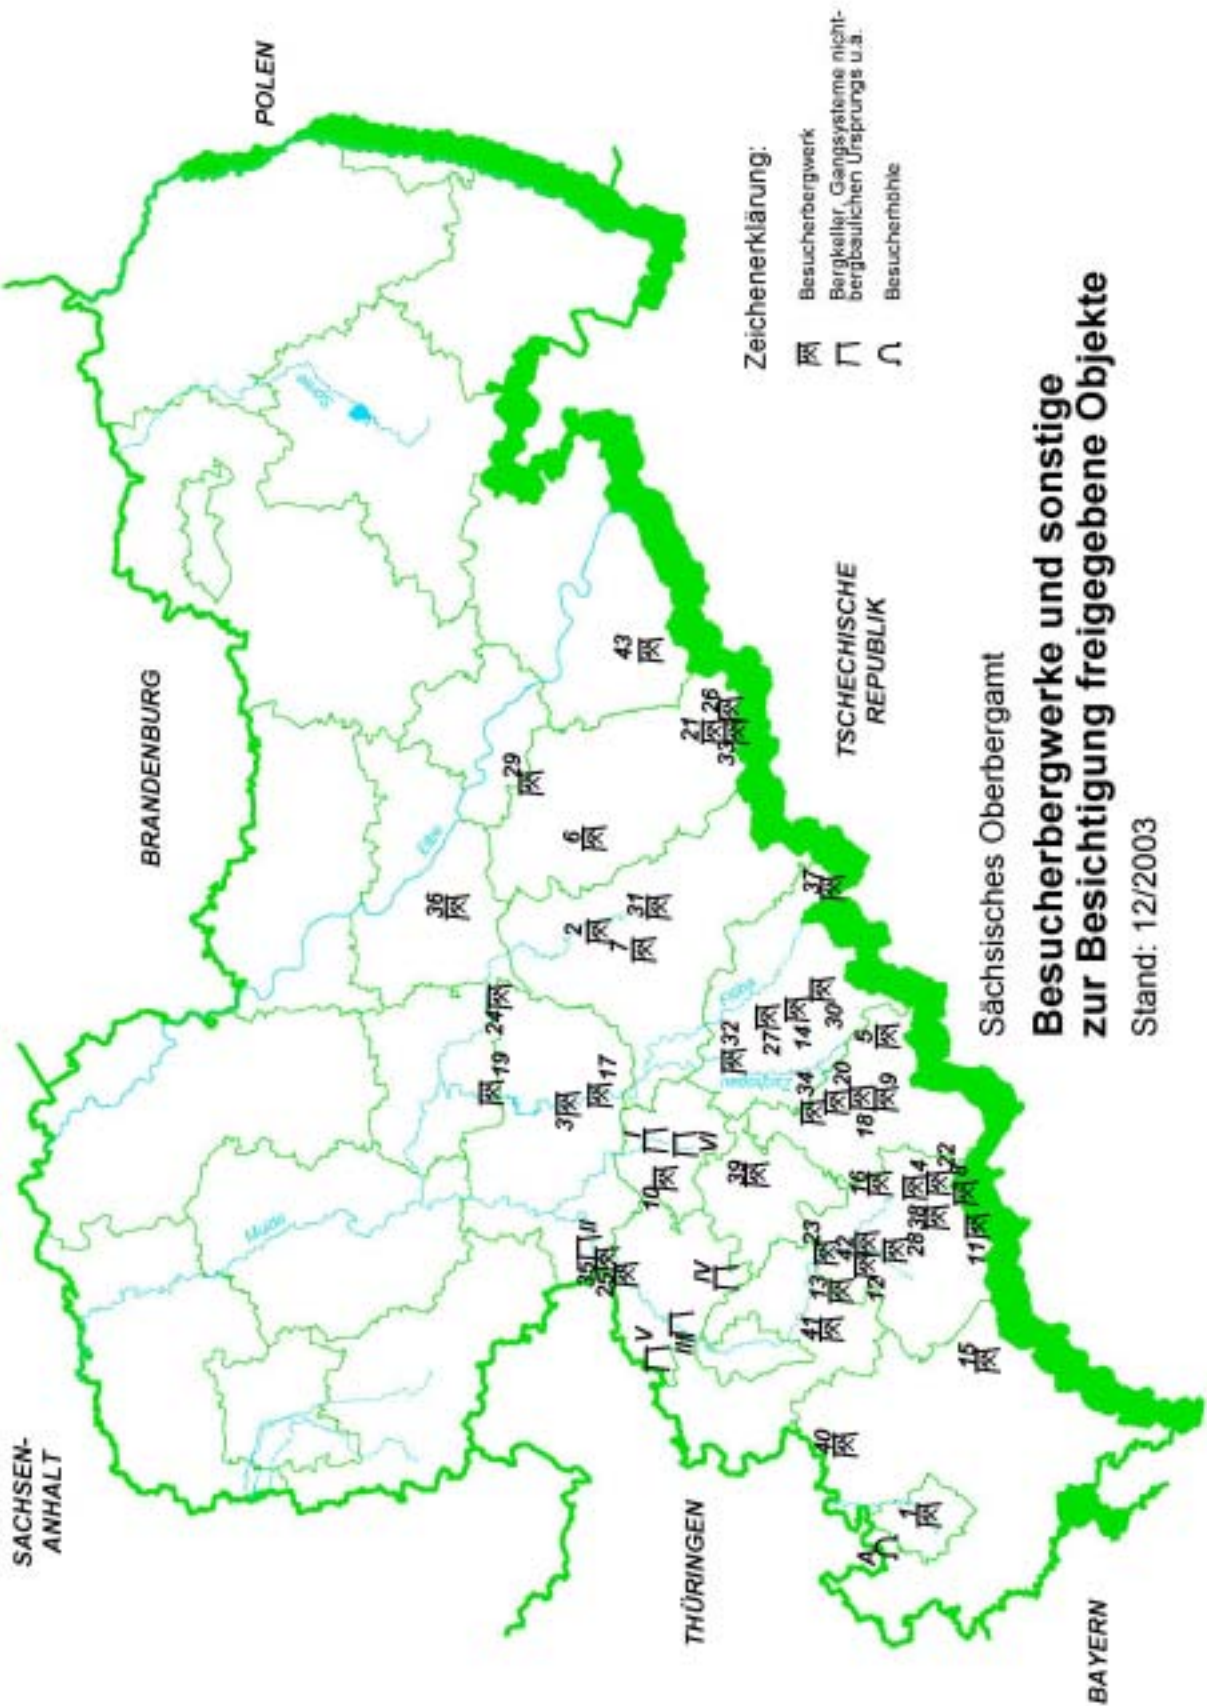 SACHSEN-
ANHALT
BRANDENBURG
POLEN
THÜRINGEN
BAYERN
TSCHECHISCHE
REPUBLIK
Mulde
Elbe
Spree
Flöha
Zschopau
36
29
24
19
3
17
2
7
31
6
43
21
26
33
37
32
27
14
30
5
34
20
18
9
I
VI
10
39
II
35
25
IV
V
III
16
4
22
8
38
28
11
23
42
12
13
41
15
40
1
A
Zeichenerklärung:
Besucherbergwerk
Bergkeller, Gangsysteme nicht-
bergbaulichen Ursprungs u.a.
Besucherhöhle
Sächsisches Oberbergamt
Besucherbergwerke und sonstige
zur Besichtigung freigegebene Objekte
Stand: 12/2003